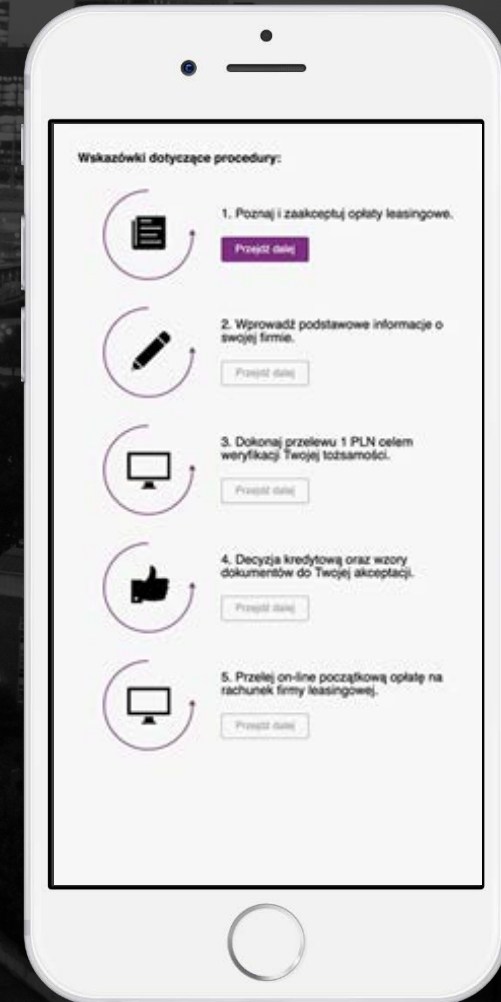 Wskazówki dotyczące procedury:
1. Poznaj i zaakceptuj opłaty leasingowe.
Przejdź dalej
2. Wprowadź podstawowe informacje o
swojej firmie.
Przejdź dalej
3. Dokonaj przelewu 1 PLN celem
weryfikacji Twojej tożsamości.
Przejdź dalej
4. Decyzja kredytową oraz wzory
dokumentów do Twojej akceptacji.
Przejdź dalej
5. Przelej on-line początkową opłatę na
rachunek firmy leasingowej.
Przejdź dalej